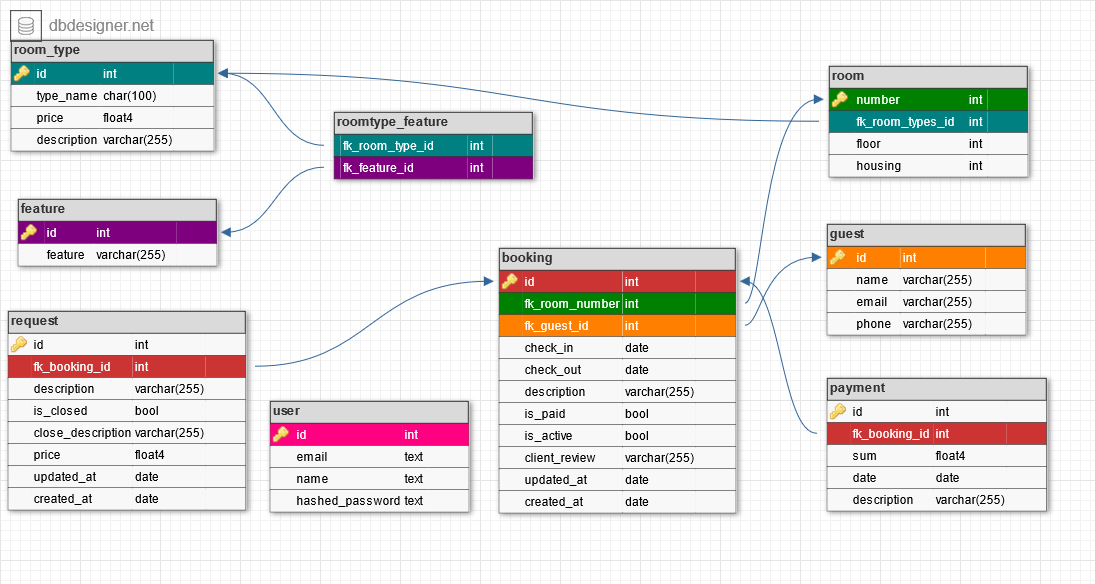 dbdesigner.net
room_type
id int
type_name char(100)
price float4
description varchar(255)
roomtype_feature
fk_room_type_id int
fk_feature_id int
room
number int
fk_room_types_id int
floor int
housing int
feature
id int
feature varchar(255)
booking
id int
fk_room_number int
fk_guest_id int
check_in date
check_out date
description varchar(255)
is_paid bool
is_active bool
client_review varchar(255)
updated_at date
created_at date
guest
id int
name varchar(255)
email varchar(255)
phone varchar(255)
request
id int
fk_booking_id int
description varchar(255)
is_closed bool
close_description varchar(255)
price float4
updated_at date
created_at date
user
id int
email text
name text
hashed_password text
payment
id int
fk_booking_id int
sum float4
date date
description varchar(255)